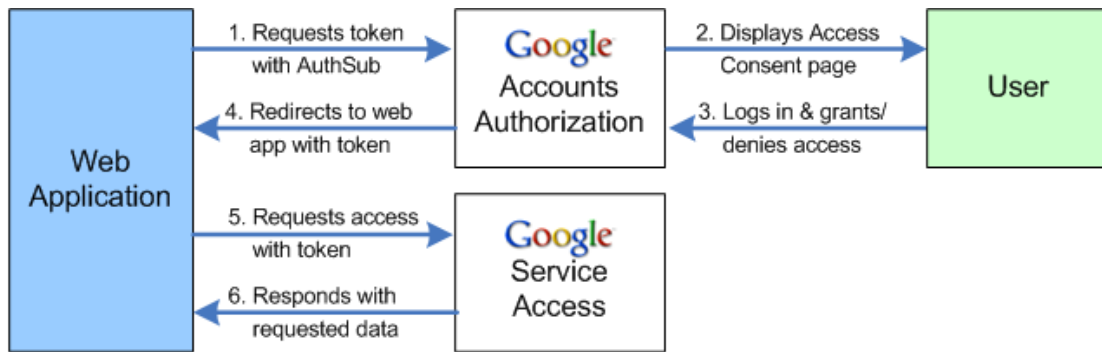 1. Requests token
with AuthSub
Google
Accounts
Authorization
2. Displays Access
Consent page
User
4. Redirects to web
app with token
3. Logs in & grants/
denies access
Web
Application
5. Requests access
with token
Google
Service
Access
6. Responds with
requested data